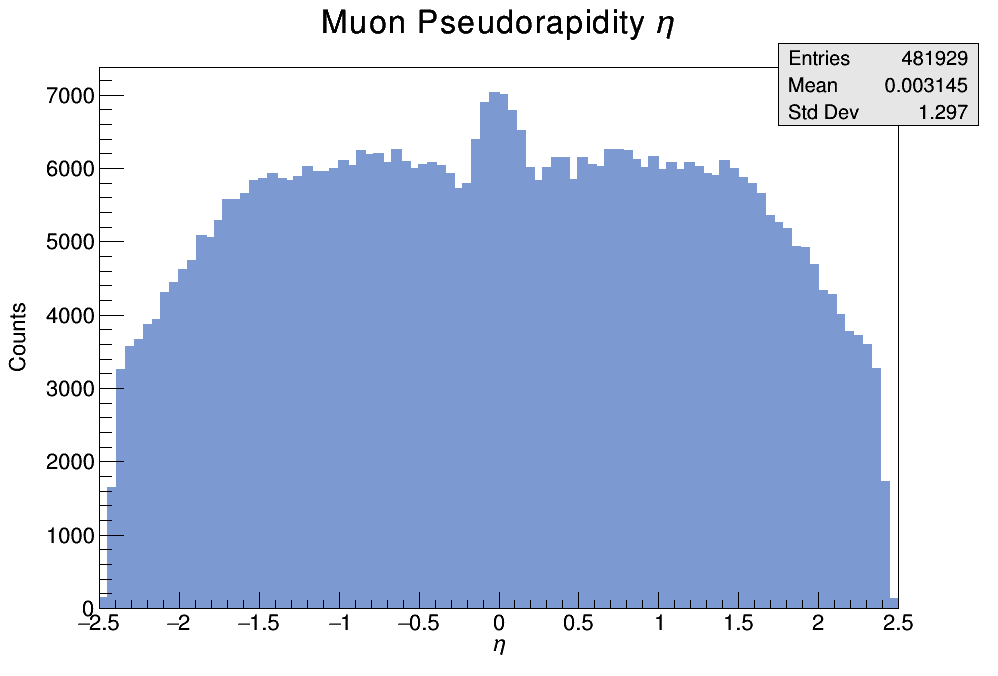 Muon Pseudorapidity η
Entries 481929
Mean 0.003145
Std Dev 1.297
7000
6000
5000
4000
3000
2000
1000
0
Counts
−2.5 −2 −1.5 −1 −0.5 0 0.5 1 1.5 2 2.5
η